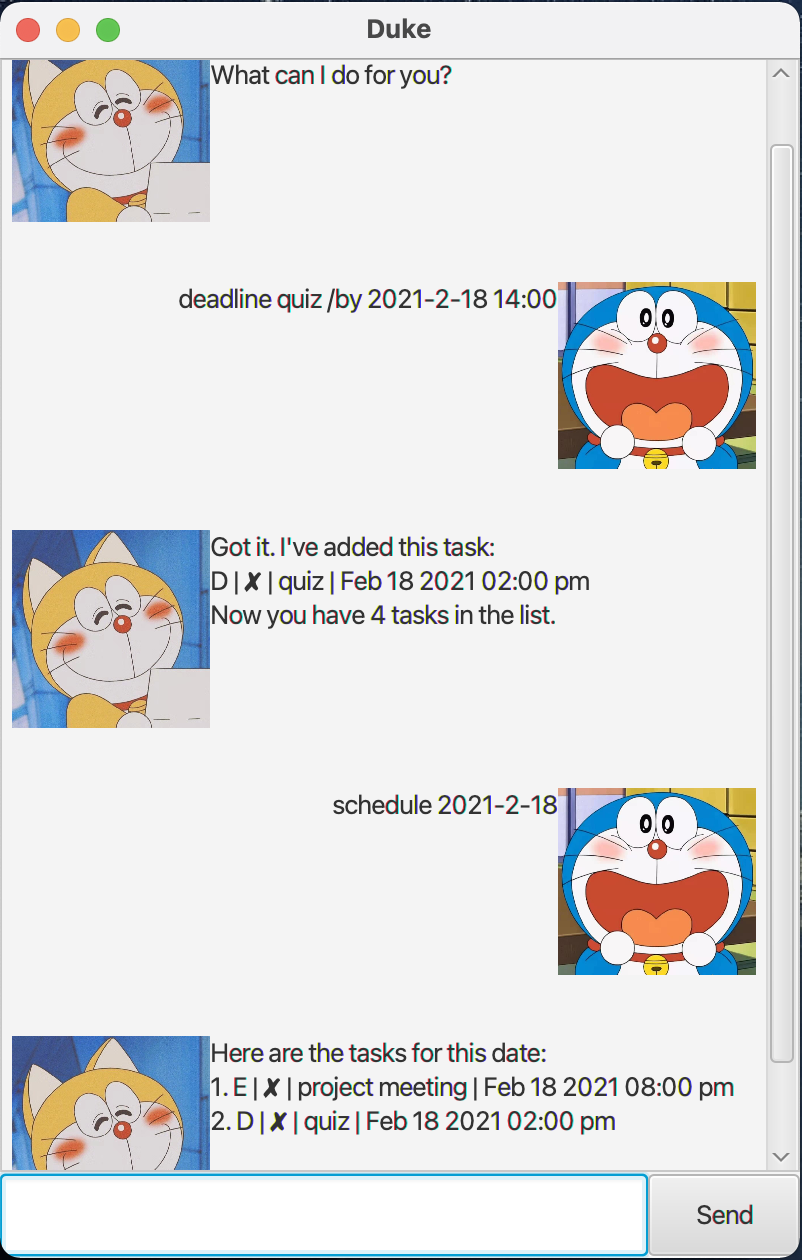 Duke
What can I do for you?
deadline quiz /by 2021-2-18 14:00
Got it. I've added this task:
D | ✘ | quiz | Feb 18 2021 02:00 pm
Now you have 4 tasks in the list.
schedule 2021-2-18
Here are the tasks for this date:
1. E | ✘ | project meeting | Feb 18 2021 08:00 pm
2. D | ✘ | quiz | Feb 18 2021 02:00 pm
Send